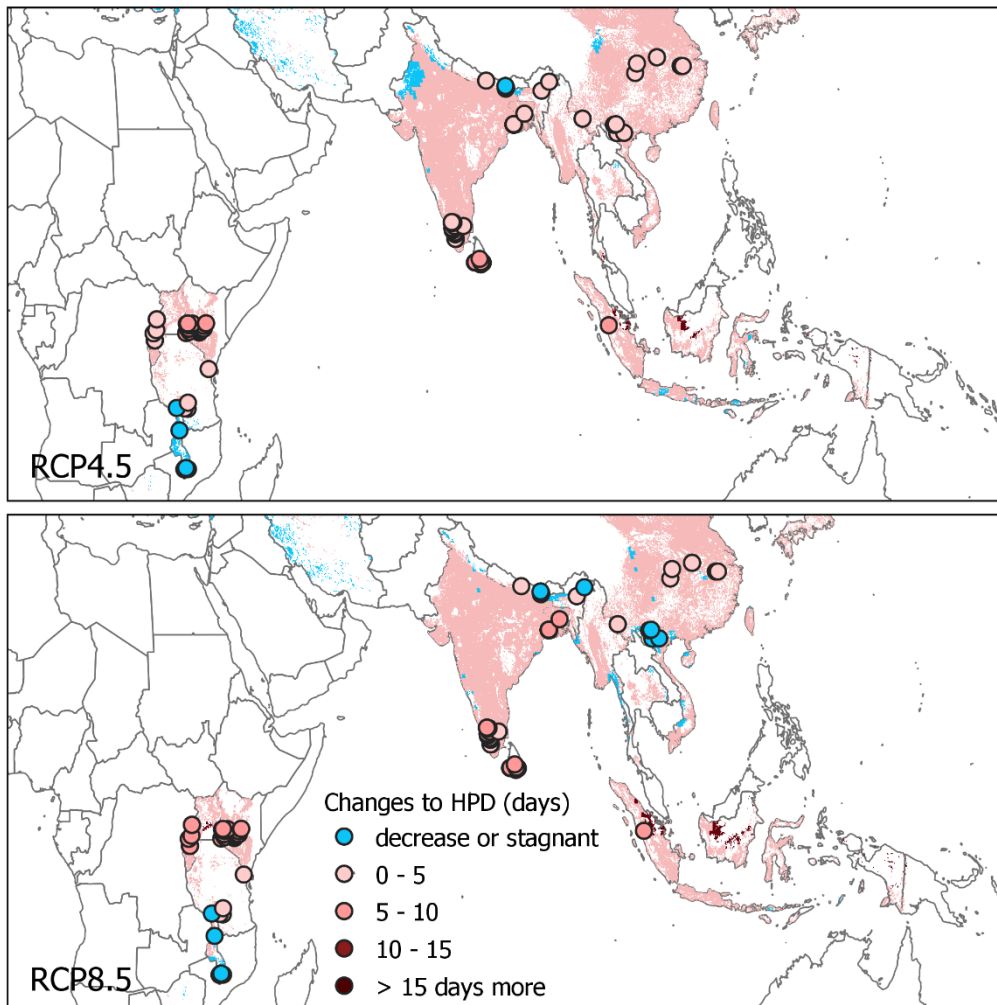 RCP4.5
Changes to HPD (days)
decrease or stagnant
0 - 5
5 - 10
10 - 15
> 15 days more
RCP8.5